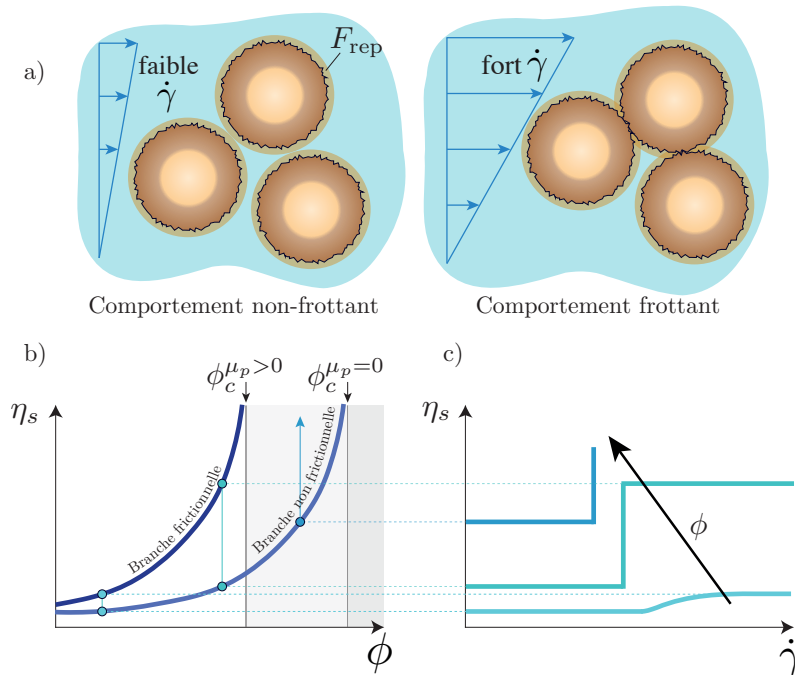 a)
faible
γ̇
F_rep
fort γ̇
Comportement non-frottant
Comportement frottant
b)
c)
ϕ_c^{μ_p>0}
ϕ_c^{μ_p=0}
η_s
η_s
Branche frictionnelle
Branche non frictionnelle
ϕ
ϕ
γ̇